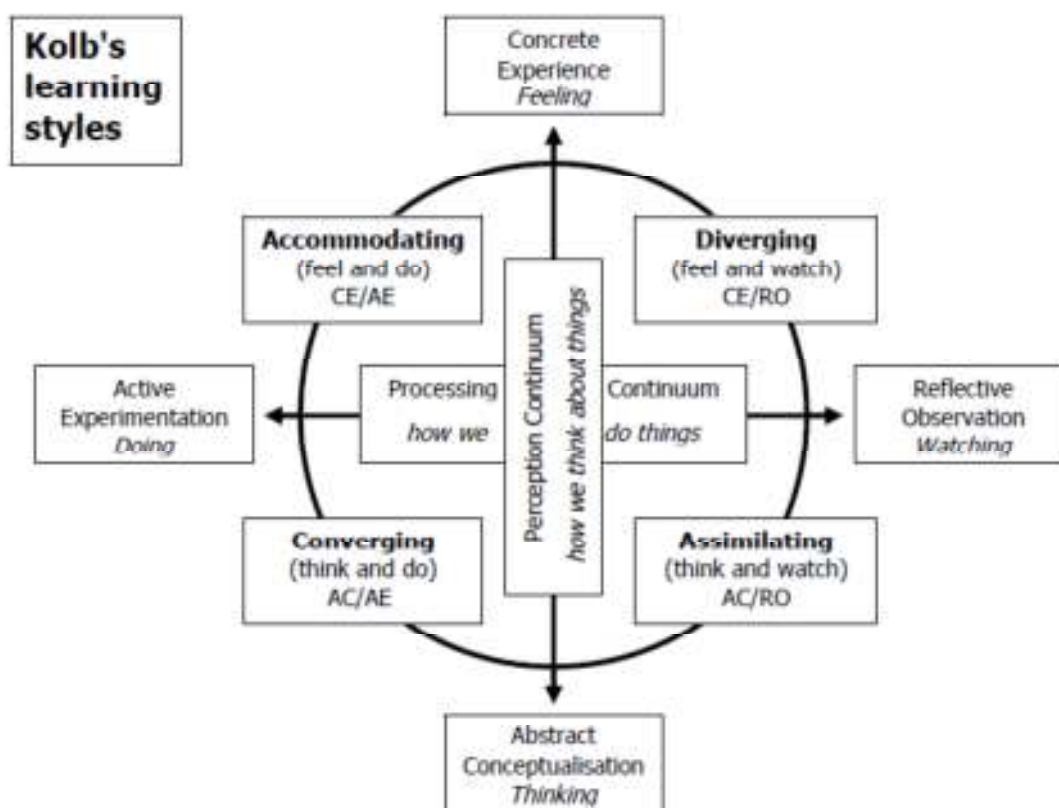 Kolb's
learning
styles
Concrete
Experience
Feeling
Accommodating
(feel and do)
CE/AE
Diverging
(feel and watch)
CE/RO
Active
Experimentation
Doing
Processing Continuum
how we do things
Perception Continuum
how we think about things
Reflective
Observation
Watching
Converging
(think and do)
AC/AE
Assimilating
(think and watch)
AC/RO
Abstract
Conceptualisation
Thinking